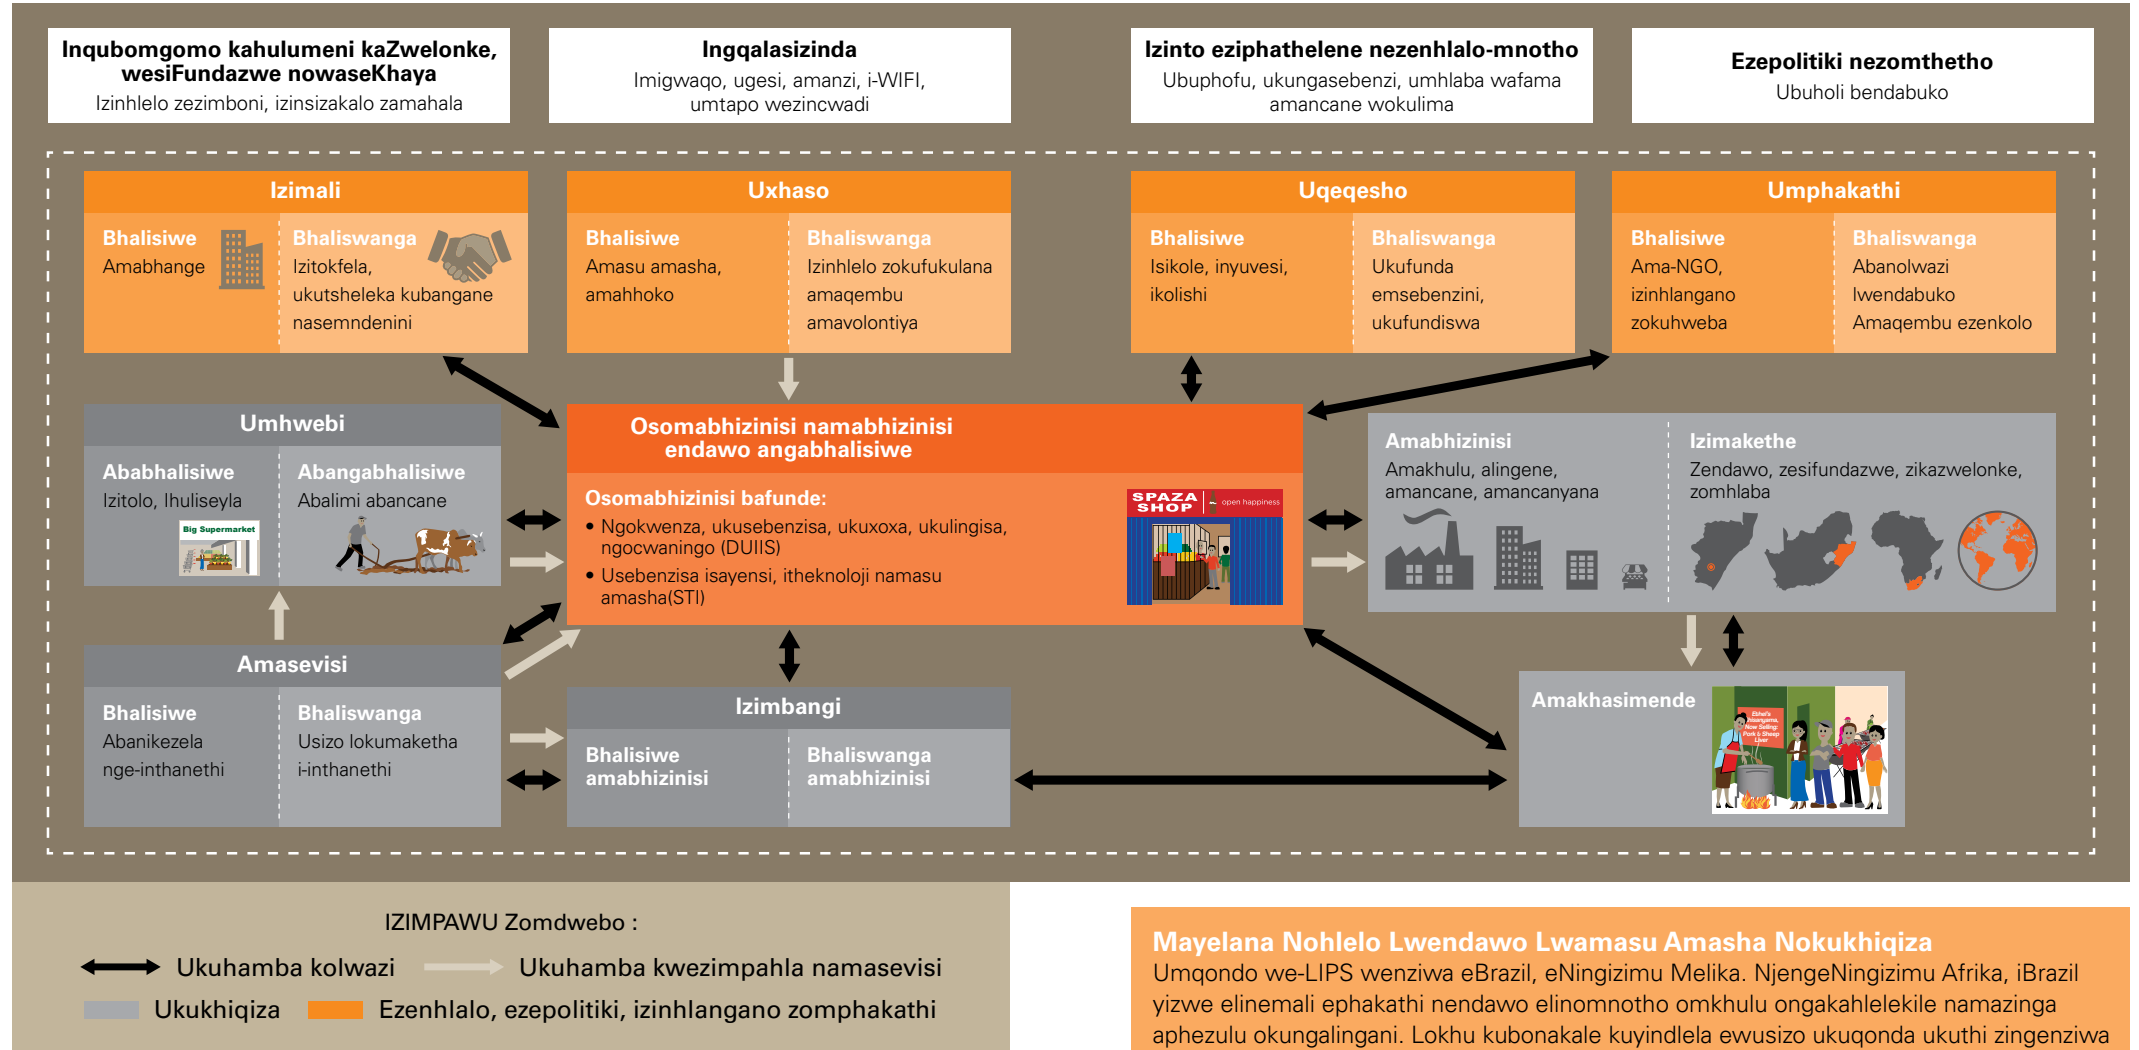 Inqubomgomo kahulumeni kaZwelonke,
wesiFundazwe nowaseKhaya
Izinhlelo zezimboni, izinsizakalo zamahala
Ingqalasizinda
Imigwaqo, ugesi, amanzi, i-WIFI,
umtapo wezincwadi
Izinto eziphathelene nezenhlalo-mnotho
Ubuphofu, ukungasebenzi, umhlaba wafama
amancane wokulima
Ezepolitiki nezomthetho
Ubuholi bendabuko
Izimali
Bhalisiwe
Amabhange
Bhaliswanga
Izitokfela,
ukutsheleka kubangane
nasemndenini
Uxhaso
Bhalisiwe
Amasu amasha,
amahhoko
Bhaliswanga
Izinhlelo zokufukulana
amaqembu
amavolontiya
Uqeqesho
Bhalisiwe
Isikole, inyuvesi,
ikolishi
Bhaliswanga
Ukufunda
emsebenzini,
ukufundiswa
Umphakathi
Bhalisiwe
Ama-NGO,
izinhlangano
zokuhweba
Bhaliswanga
Abanolwazi
lwendabuko
Amaqembu ezenkolo
Umhwebi
Ababhalisiwe
Izitolo, Ihuliseyla
Big Supermarket
Abangabhalisiwe
Abalimi abancane
Osomabhizinisi namabhizinisi
endawo angabhalisiwe
Osomabhizinisi bafunde:
• Ngokwenza, ukusebenzisa, ukuxoxa, ukulingisa,
ngocwaningo (DUIIS)
• Usebenzisa isayensi, itheknoloji namasu
amasha(STI)
SPAZA
SHOP
open happiness
Amabhizinisi
Amakhulu, alingene,
amancane, amancanyana
Izimakethe
Zendawo, zesifundazwe, zikazwelonke,
zomhlaba
Amasevisi
Bhalisiwe
Abanikezela
nge-inthanethi
Bhaliswanga
Usizo lokumaketha
i-inthanethi
Izimbangi
Bhalisiwe
amabhizinisi
Bhaliswanga
amabhizinisi
Amakhasimende
Now Selling:
Pork & Sheep
Liver
IZIMPAWU Zomdwebo :
Ukuhamba kolwazi
Ukuhamba kwezimpahla namasevisi
Ukukhiqiza
Ezenhlalo, ezepolitiki, izinhlangano zomphakathi
Mayelana Nohlelo Lwendawo Lwamasu Amasha Nokukhiqiza
Umqondo we-LIPS wenziwa eBrazil, eNingizimu Melika. NjengeNingizimu Afrika, iBrazil
yizwe elinemali ephakathi nendawo elinomnotho omkhulu ongakahlelekile namazinga
aphezulu okungalingani. Lokhu kubonakale kuyindlela ewusizo ukuqonda ukuthi zingenziwa